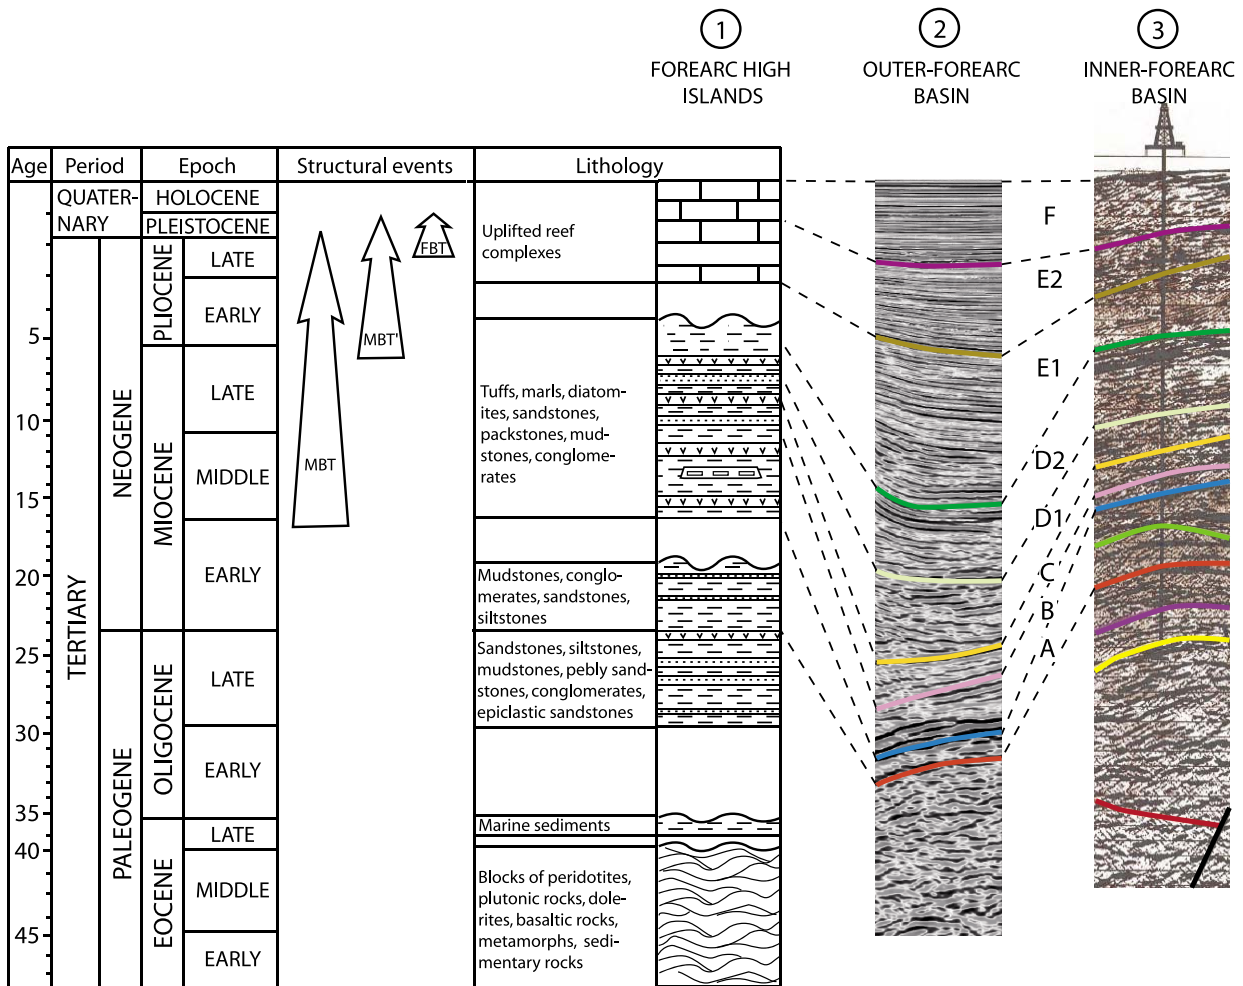 1
2
3
FOREARC HIGH
ISLANDS
OUTER-FOREARC
BASIN
INNER-FOREARC
BASIN
Age
Period
Epoch
Structural events
Lithology
QUATER-
NARY
HOLOCENE
PLEISTOCENE
TERTIARY
NEOGENE
PALEOGENE
PLIOCENE
MIOCENE
OLIGOCENE
EOCENE
LATE
EARLY
LATE
MIDDLE
EARLY
LATE
EARLY
LATE
MIDDLE
EARLY
5
10
15
20
25
30
35
40
45
MBT
MBT'
FBT
Uplifted reef
complexes
Tuffs, marls, diatom-
ites, sandstones,
packstones, mud-
stones, conglome-
rates
Mudstones, conglo-
merates, sandstones,
siltstones
Sandstones, siltstones,
mudstones, pebly sand-
stones, conglomerates,
epiclastic sandstones
Marine sediments
Blocks of peridotites,
plutonic rocks, dole-
rites, basaltic rocks,
metamorphs, sedi-
mentary rocks
F
E2
E1
D2
D1
C
B
A